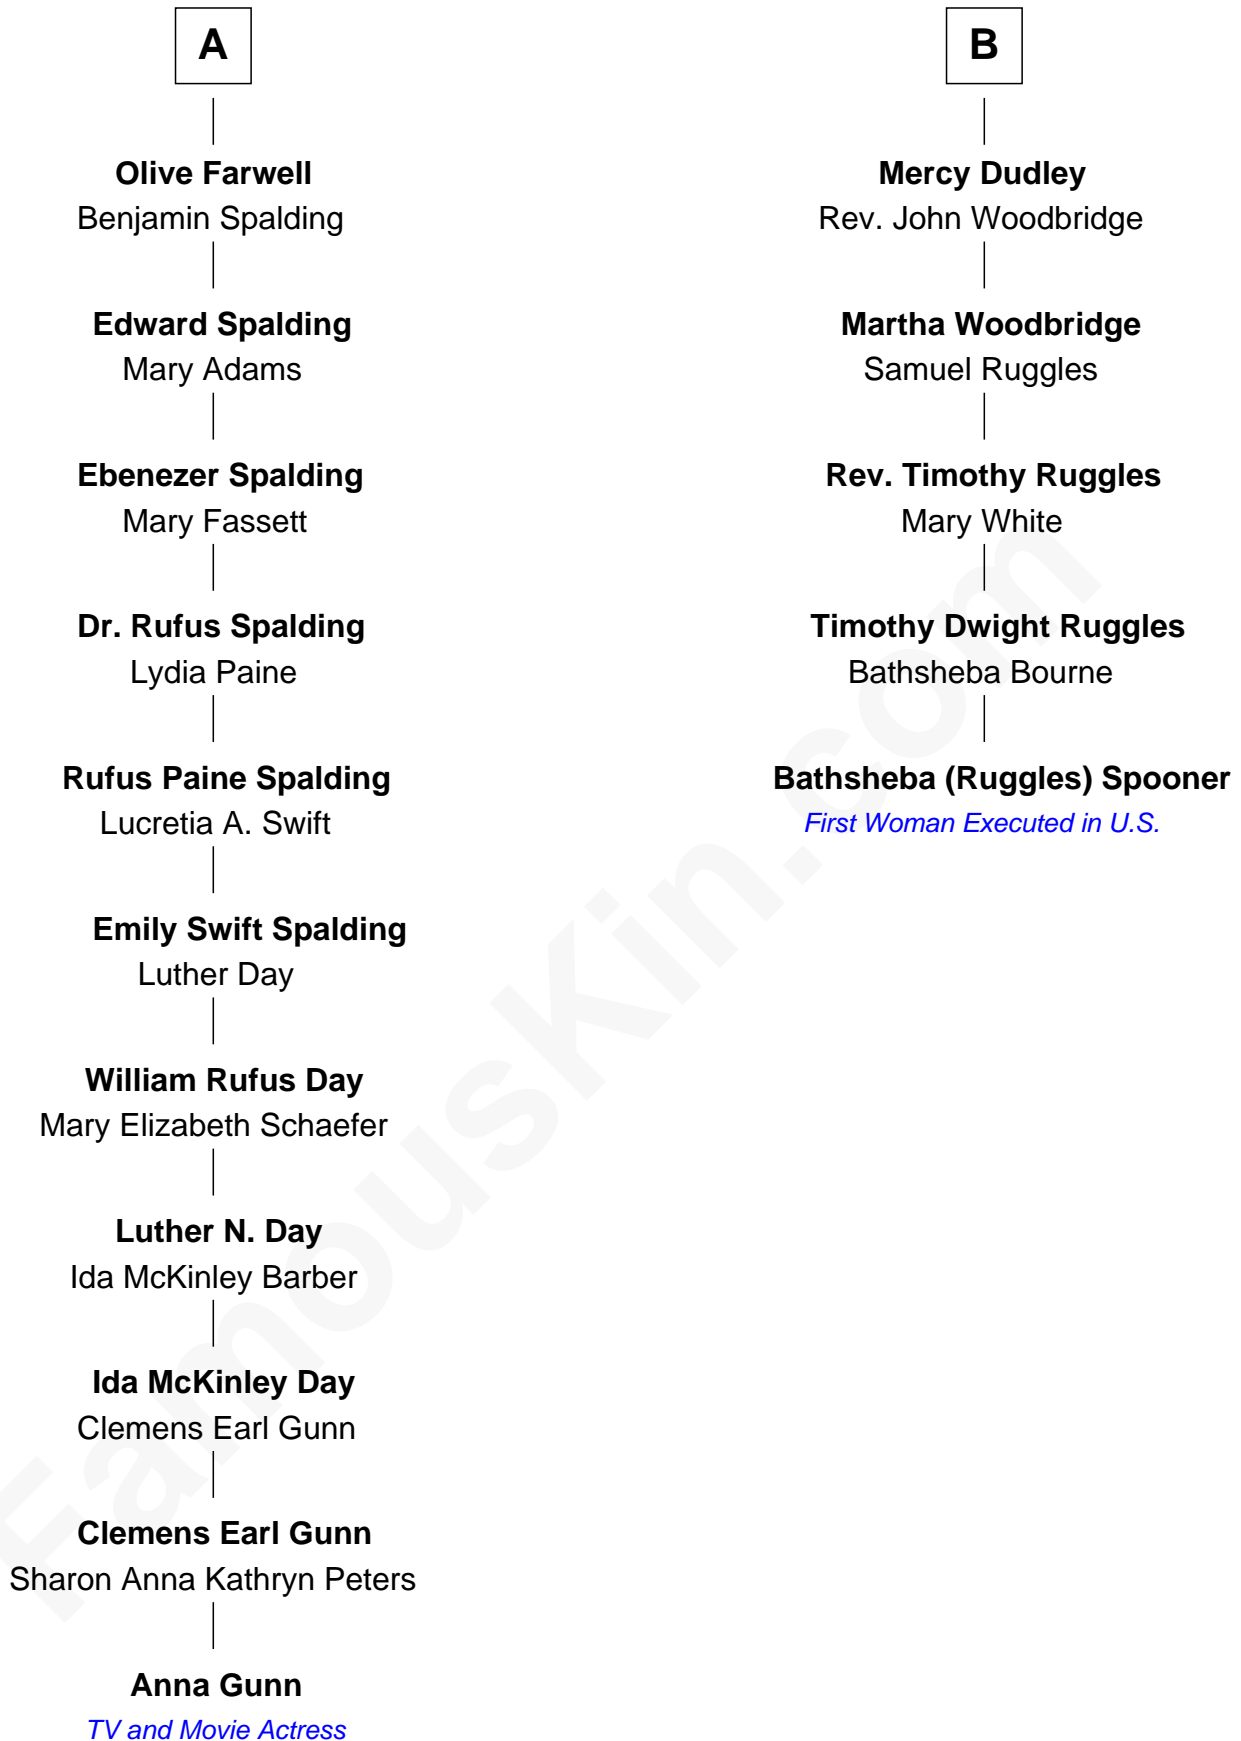 A
Olive Farwell
Benjamin Spalding
Edward Spalding
Mary Adams
Ebenezer Spalding
Mary Fassett
Dr. Rufus Spalding
Lydia Paine
Rufus Paine Spalding
Lucretia A. Swift
Emily Swift Spalding
Luther Day
William Rufus Day
Mary Elizabeth Schaefer
Luther N. Day
Ida McKinley Barber
Ida McKinley Day
Clemens Earl Gunn
Clemens Earl Gunn
Sharon Anna Kathryn Peters
Anna Gunn
TV and Movie Actress
B
Mercy Dudley
Rev. John Woodbridge
Martha Woodbridge
Samuel Ruggles
Rev. Timothy Ruggles
Mary White
Timothy Dwight Ruggles
Bathsheba Bourne
Bathsheba (Ruggles) Spooner
First Woman Executed in U.S.
FamousKin.com